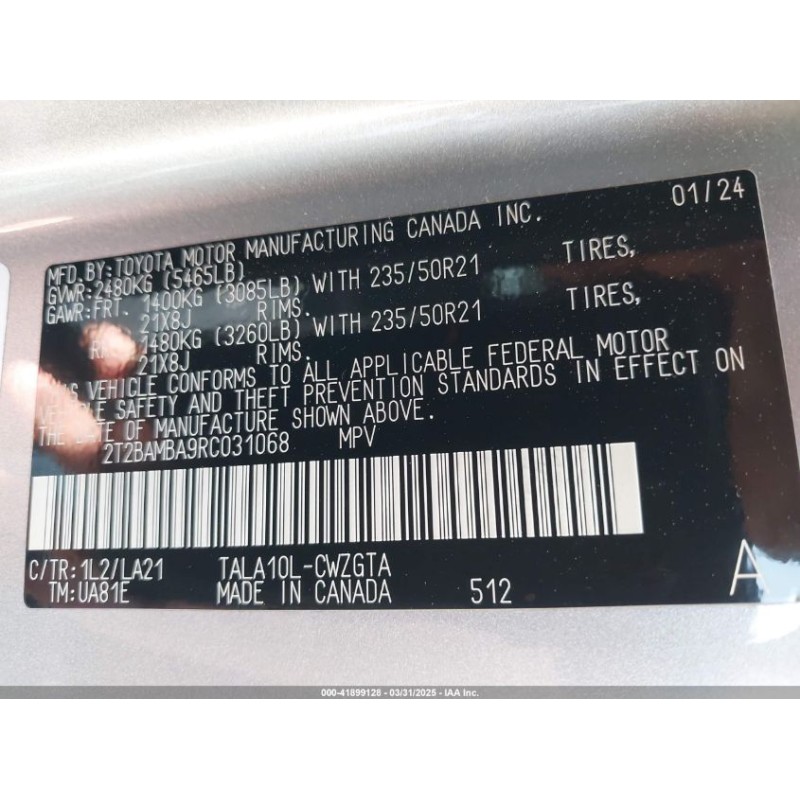 01/24
MFD. BY:TOYOTA MOTOR MANUFACTURING CANADA INC.
GVWR:2480KG (5465LB)
GAWR:FRT. 1400KG (3085LB) WITH 235/50R21 TIRES,
21X8J RIMS.
1480KG (3260LB) WITH 235/50R21 TIRES,
21X8J RIMS.
VEHICLE CONFORMS TO ALL APPLICABLE FEDERAL MOTOR
VEHICLE SAFETY AND THEFT PREVENTION STANDARDS IN EFFECT ON
THE DATE OF MANUFACTURE SHOWN ABOVE.
2T2BAMBA9RC031068 MPV
C/TR:1L2/LA21 TALA10L-CWZGTA
TM:UA81E MADE IN CANADA 512 A
000-41899128 - 03/31/2025 - IAA Inc.